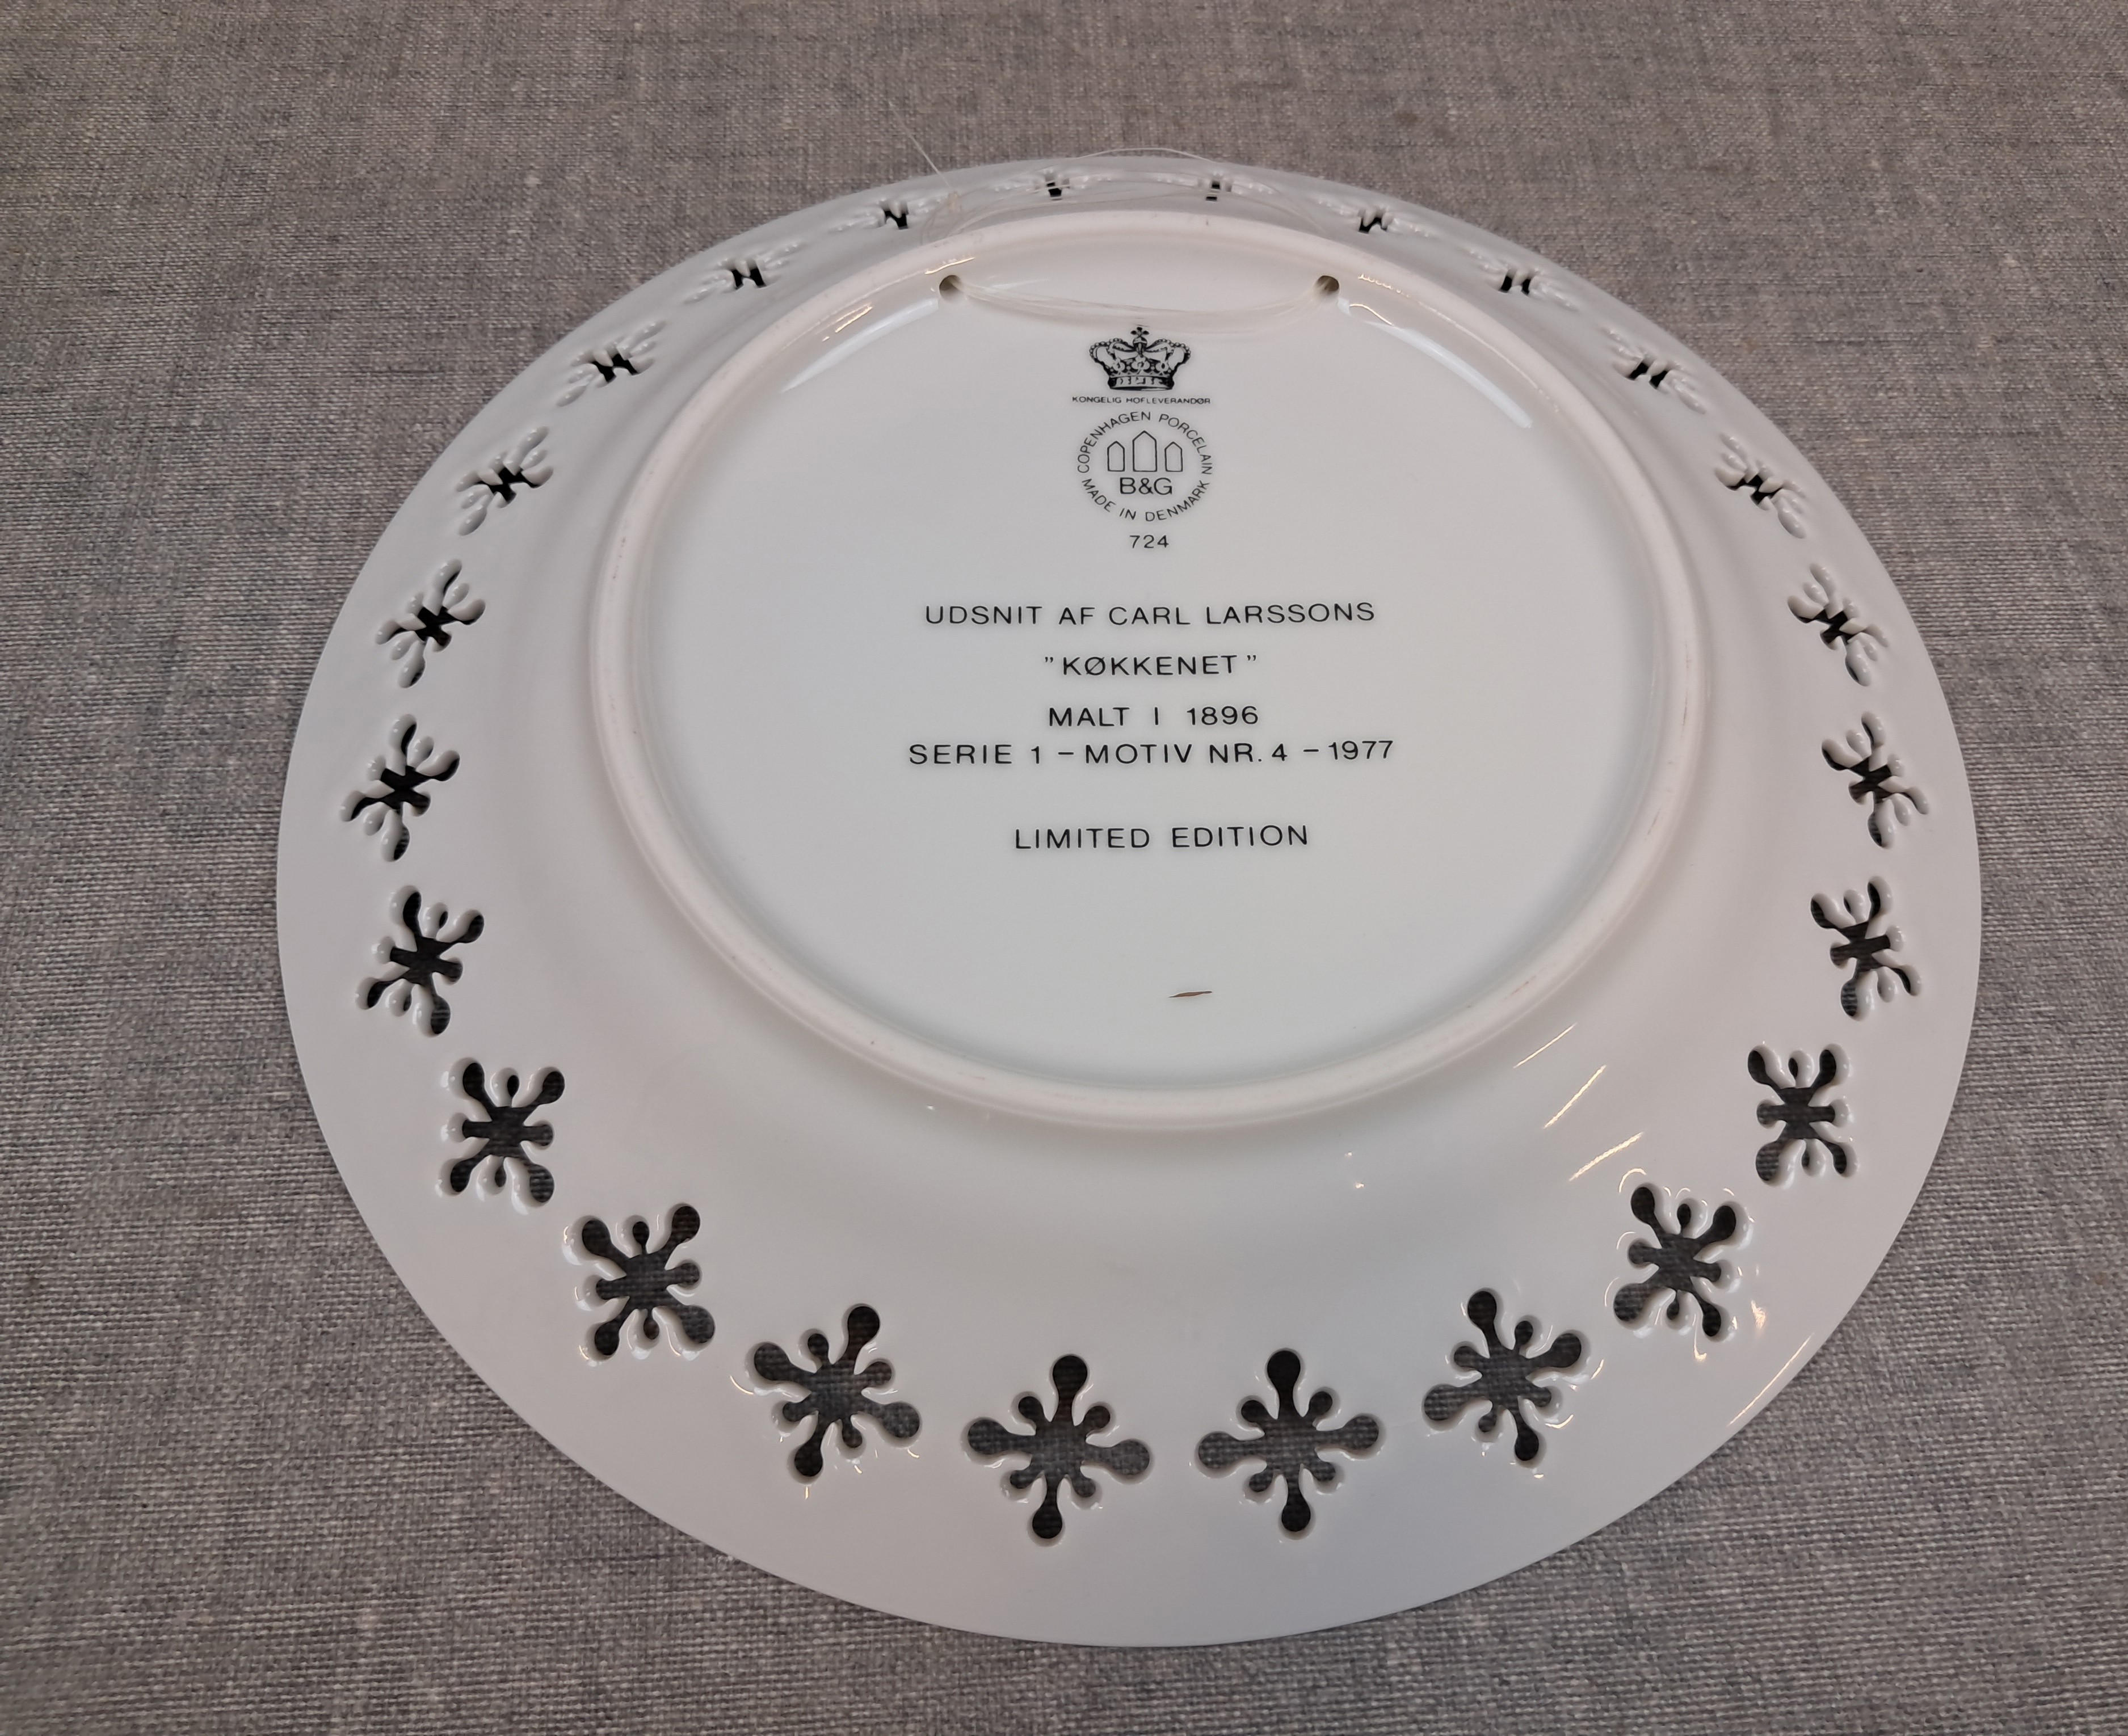 KONGELIG HOFLEVERANDØR
COPENHAGEN PORCELAIN
B&G
MADE IN DENMARK
724
UDSNIT AF CARL LARSSONS
"KØKKENET"
MALT I 1896
SERIE 1 – MOTIV NR. 4 – 1977
LIMITED EDITION